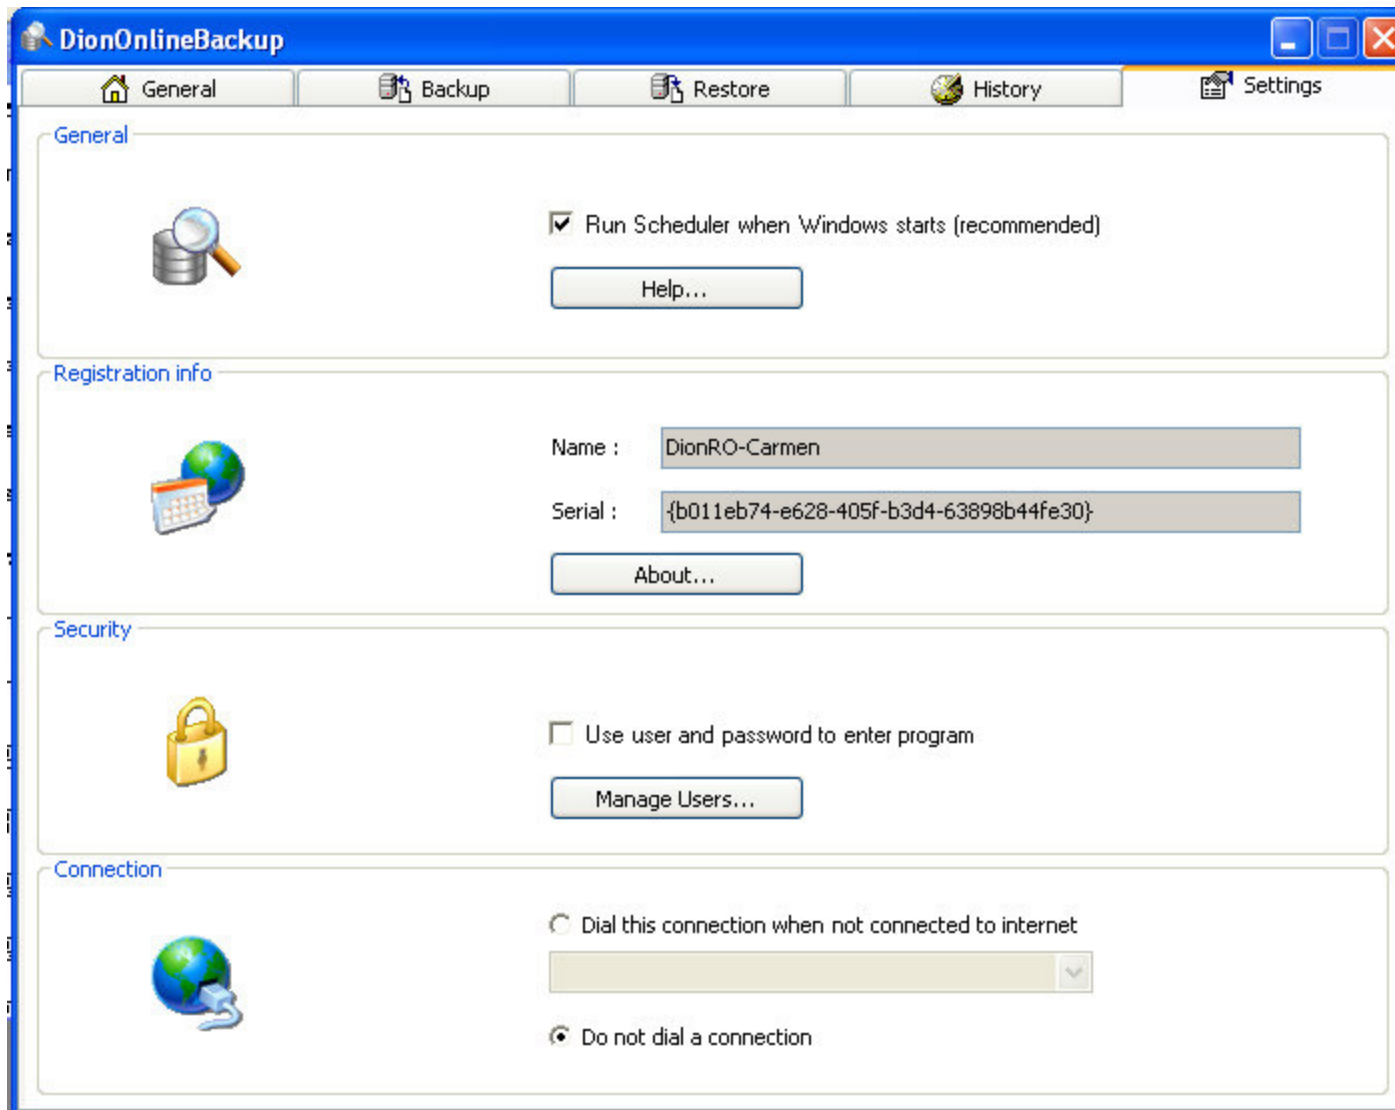 DionOnlineBackup
General
Backup
Restore
History
Settings
General
Run Scheduler when Windows starts (recommended)
Help...
Registration info
Name :
DionRO-Carmen
Serial :
{b011eb74-e628-405f-b3d4-63898b44fe30}
About...
Security
Use user and password to enter program
Manage Users...
Connection
Dial this connection when not connected to internet
Do not dial a connection